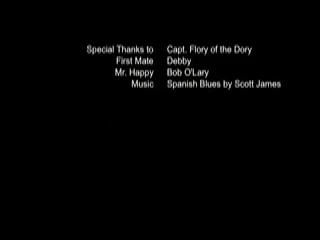 Special Thanks to Capt. Flory of the Dory
First Mate Debby
Mr. Happy Bob O'Lary
Music Spanish Blues by Scott James